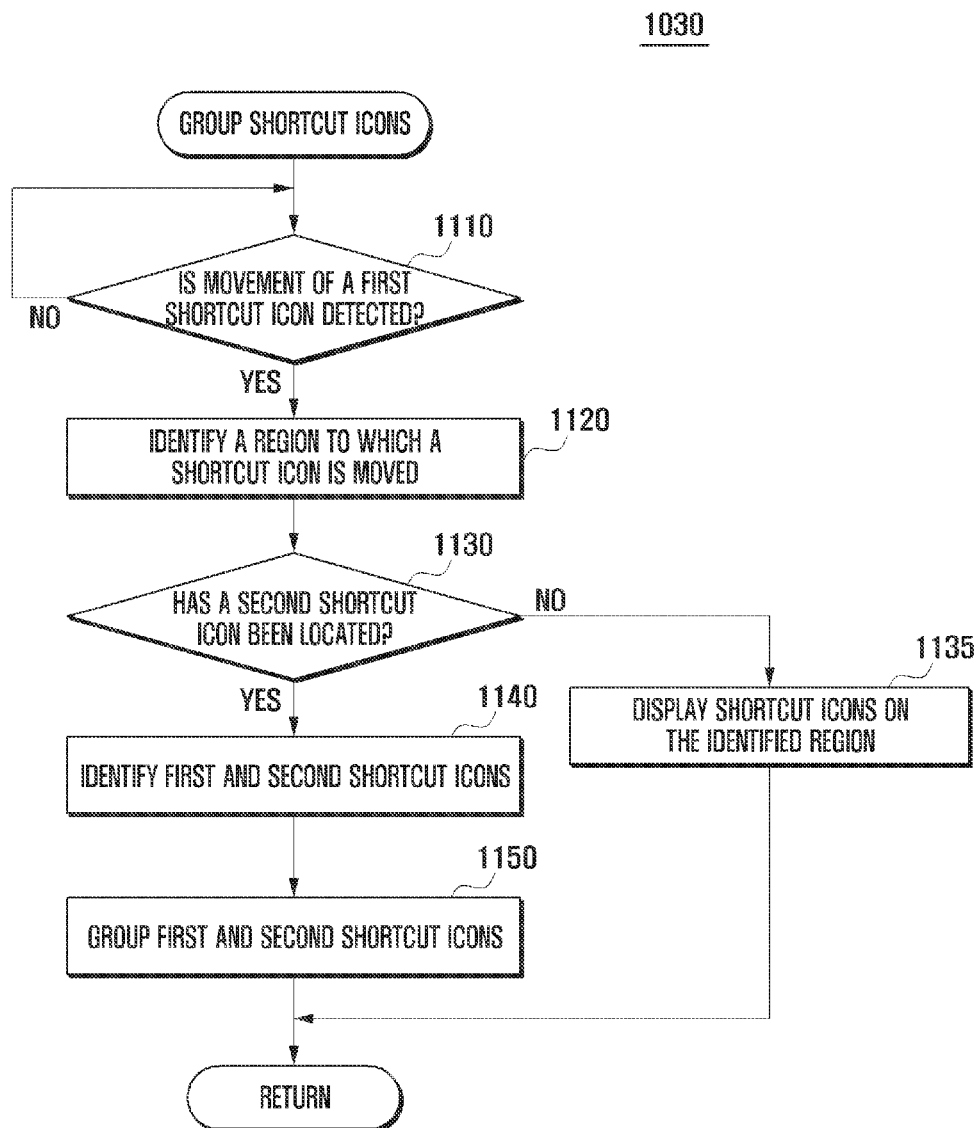 1030
GROUP SHORTCUT ICONS
1110
IS MOVEMENT OF A FIRST
SHORTCUT ICON DETECTED?
NO
YES
1120
IDENTIFY A REGION TO WHICH A
SHORTCUT ICON IS MOVED
1130
HAS A SECOND SHORTCUT
ICON BEEN LOCATED?
NO
YES
1135
DISPLAY SHORTCUT ICONS ON
THE IDENTIFIED REGION
1140
IDENTIFY FIRST AND SECOND SHORTCUT ICONS
1150
GROUP FIRST AND SECOND SHORTCUT ICONS
RETURN